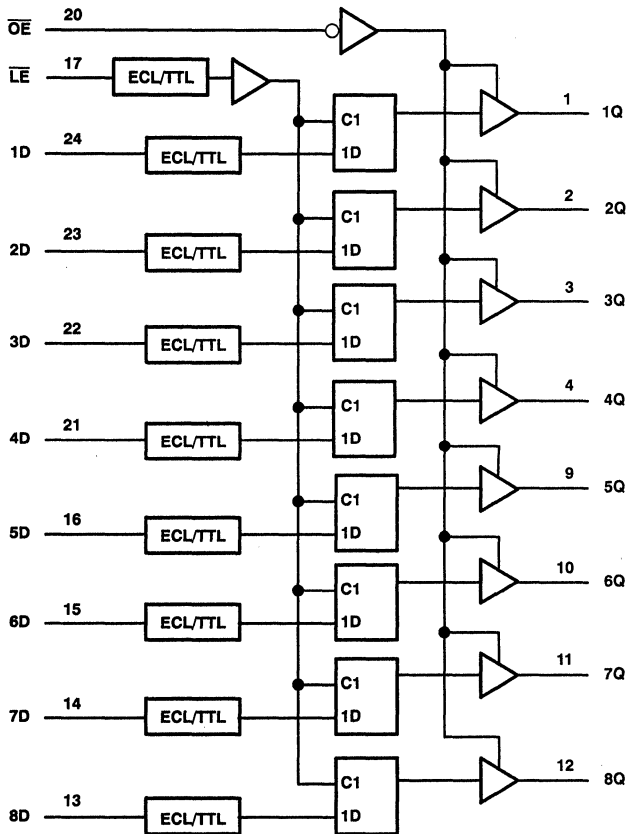 OE 20
LE 17 ECL/TTL
C1 1 1Q
1D 24 ECL/TTL 1D
C1 2 2Q
2D 23 ECL/TTL 1D
C1 3 3Q
3D 22 ECL/TTL 1D
C1 4 4Q
4D 21 ECL/TTL 1D
C1 9 5Q
5D 16 ECL/TTL 1D
C1 10 6Q
6D 15 ECL/TTL 1D
C1 11 7Q
7D 14 ECL/TTL 1D
C1 12 8Q
8D 13 ECL/TTL 1D